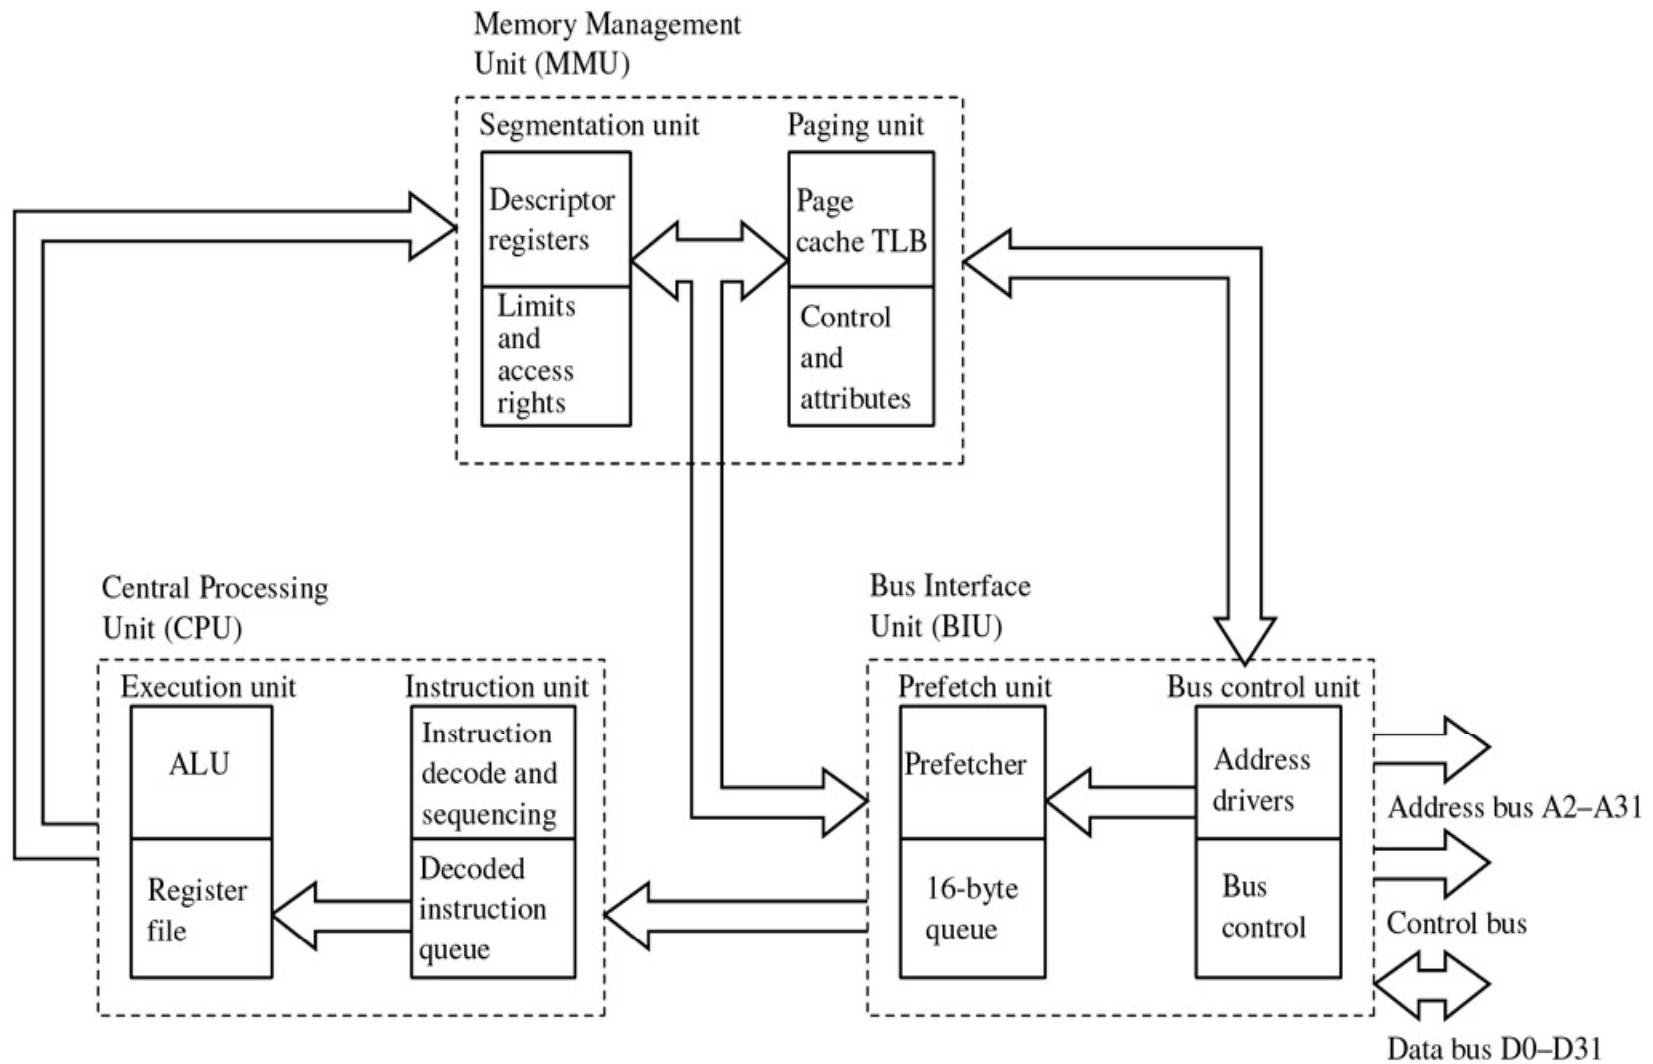 Memory Management
Unit (MMU)
Segmentation unit
Paging unit
Descriptor
registers
Limits
and
access
rights
Page
cache TLB
Control
and
attributes
Central Processing
Unit (CPU)
Execution unit
Instruction unit
ALU
Register
file
Instruction
decode and
sequencing
Decoded
instruction
queue
Bus Interface
Unit (BIU)
Prefetch unit
Bus control unit
Prefetcher
16-byte
queue
Address
drivers
Bus
control
Address bus A2–A31
Control bus
Data bus D0–D31